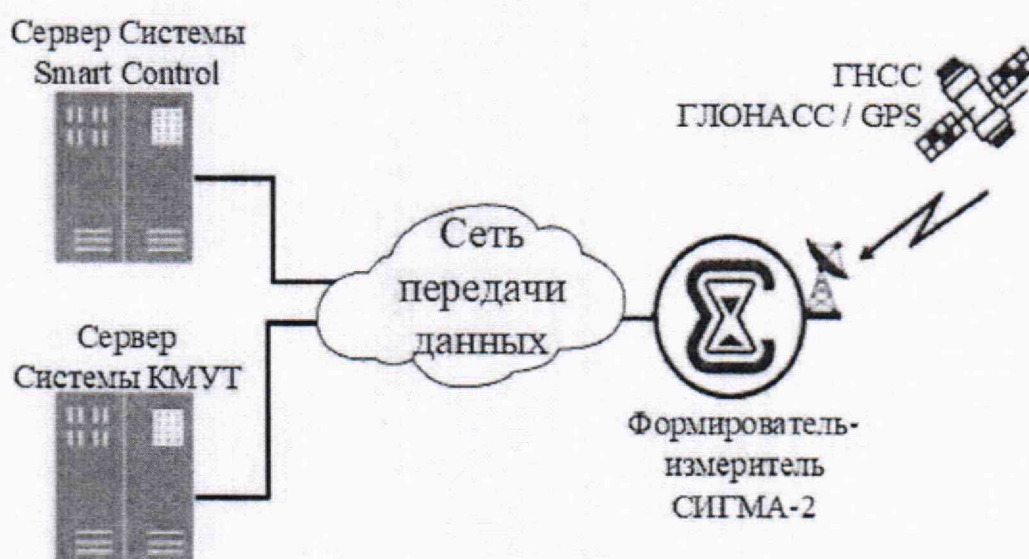 Сервер Системы
Smart Control
ГНСС
ГЛОНАСС / GPS
Сеть
передачи
данных
Сервер
Системы КМУТ
Формирователь-
измеритель
СИГМА-2